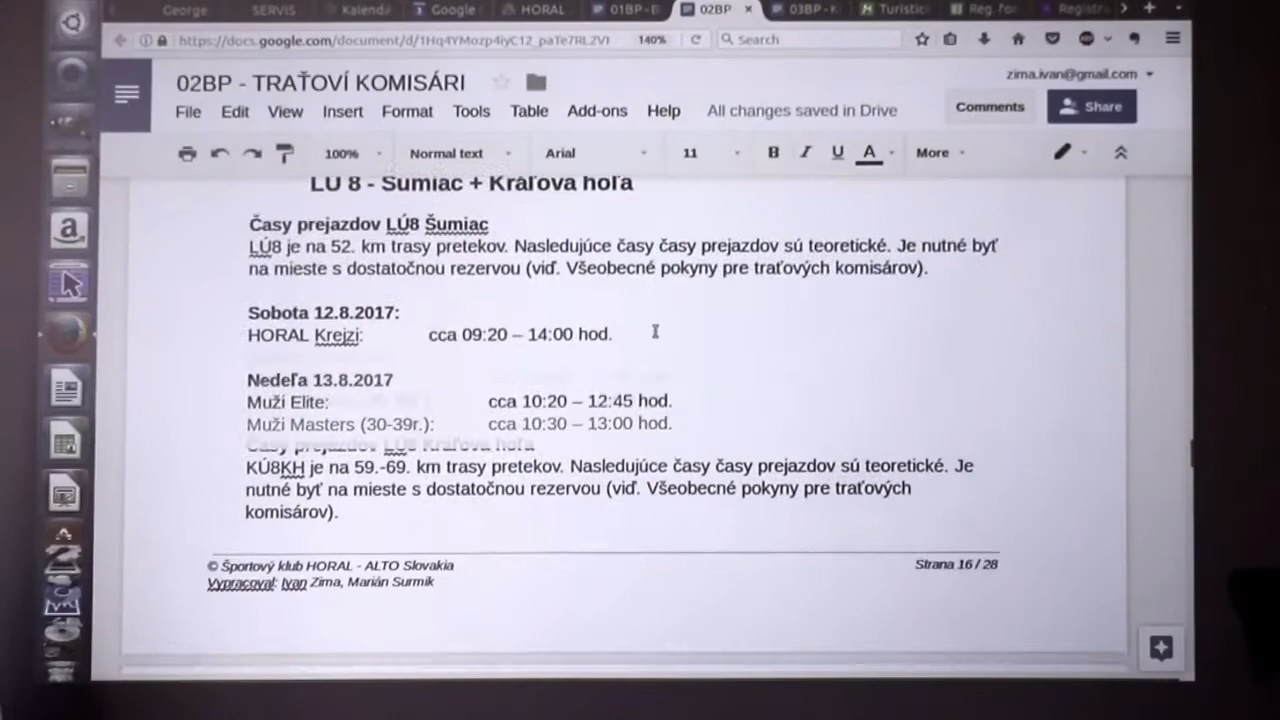 George SERVIS Kalend Google HORAL 01BP - 02BP × 03BP - K Turistic Reg. for Registra
https://docs.google.com/document/d/1Hq4YMozp4iyC12_paTe7RLZVI 140% Search
02BP - TRAŤOVÍ KOMISÁRI
zima.ivan@gmail.com
File Edit View Insert Format Tools Table Add-ons Help All changes saved in Drive
Comments Share
100% Normal text Arial 11 B I U A More
LÚ 8 - Šumiac + Kráľova hoľa
Časy prejazdov LÚ8 Šumiac
LÚ8 je na 52. km trasy pretekov. Nasledujúce časy časy prejazdov sú teoretické. Je nutné byť
na mieste s dostatočnou rezervou (viď. Všeobecné pokyny pre traťových komisárov).
Sobota 12.8.2017:
HORAL Krejzi: cca 09:20 – 14:00 hod.
Nedeľa 13.8.2017
Muži Elite: cca 10:20 – 12:45 hod.
Muži Masters (30-39r.): cca 10:30 – 13:00 hod.
Časy prejazdov LÚ8 Kráľova hoľa
KÚ8KH je na 59.-69. km trasy pretekov. Nasledujúce časy časy prejazdov sú teoretické. Je
nutné byť na mieste s dostatočnou rezervou (viď. Všeobecné pokyny pre traťových
komisárov).
© Športový klub HORAL - ALTO Slovakia
Strana 16 / 28
Vypracoval: Ivan Zima, Marián Surmík